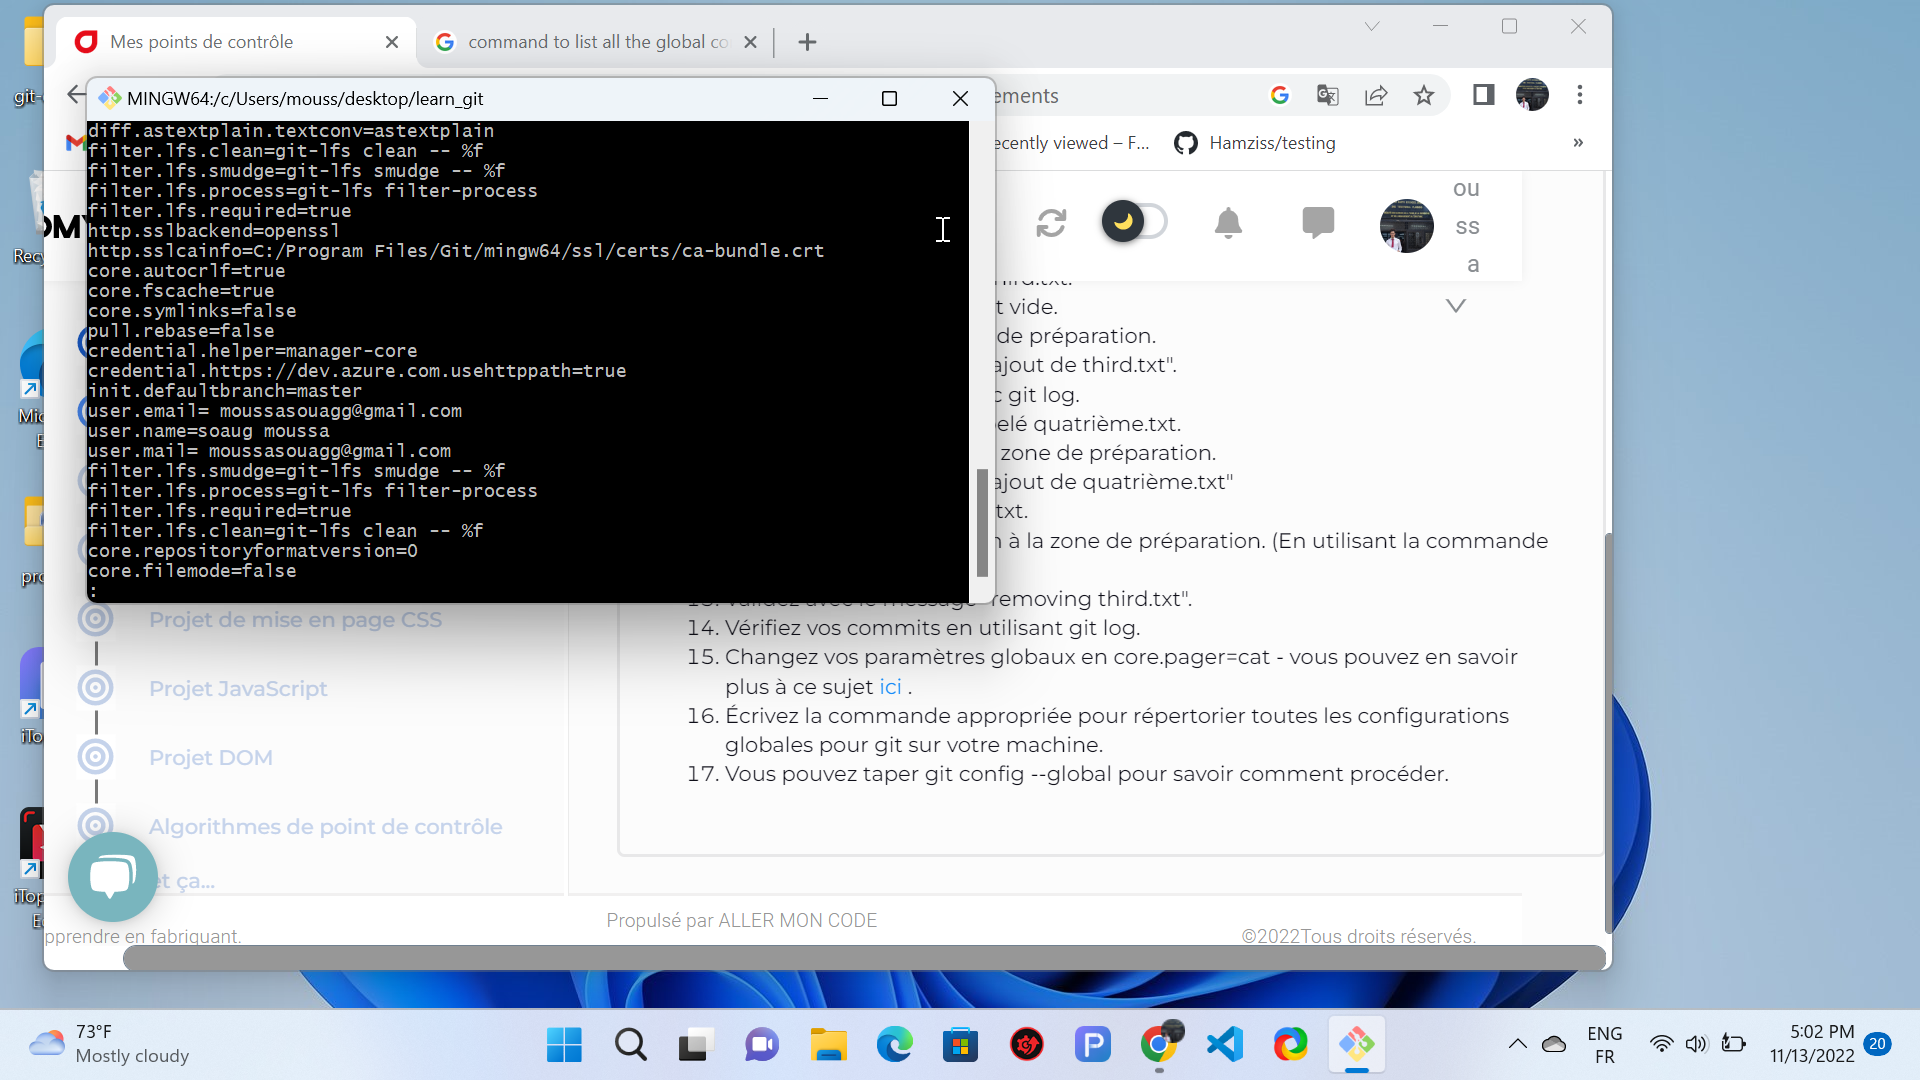 git-
Mes points de contrôle
command to list all the global co
MINGW64:/c/Users/mouss/desktop/learn_git
ements
ecently viewed – F...
Hamziss/testing
»
diff.astextplain.textconv=astextplain
filter.lfs.clean=git-lfs clean -- %f
filter.lfs.smudge=git-lfs smudge -- %f
filter.lfs.process=git-lfs filter-process
filter.lfs.required=true
http.sslbackend=openssl
http.sslcainfo=C:/Program Files/Git/mingw64/ssl/certs/ca-bundle.crt
core.autocrlf=true
core.fscache=true
core.symlinks=false
pull.rebase=false
credential.helper=manager-core
credential.https://dev.azure.com.usehttppath=true
init.defaultbranch=master
user.email= moussasouagg@gmail.com
user.name=soaug moussa
user.mail= moussasouagg@gmail.com
filter.lfs.smudge=git-lfs smudge -- %f
filter.lfs.process=git-lfs filter-process
filter.lfs.required=true
filter.lfs.clean=git-lfs clean -- %f
core.repositoryformatversion=0
core.filemode=false
:
OMY
Recy
Mic
E
pro
iTo
iTop
Ec
ou
ss
a
t vide.
de préparation.
ajout de third.txt".
c git log.
elé quatrième.txt.
zone de préparation.
ajout de quatrième.txt"
txt.
n à la zone de préparation. (En utilisant la commande
removing third.txt".
14. Vérifiez vos commits en utilisant git log.
15. Changez vos paramètres globaux en core.pager=cat - vous pouvez en savoir
plus à ce sujet ici .
16. Écrivez la commande appropriée pour répertorier toutes les configurations
globales pour git sur votre machine.
17. Vous pouvez taper git config --global pour savoir comment procéder.
Projet de mise en page CSS
Projet JavaScript
Projet DOM
Algorithmes de point de contrôle
et ça...
pprendre en fabriquant.
Propulsé par ALLER MON CODE
©2022Tous droits réservés.
73°F
Mostly cloudy
ENG
FR
5:02 PM
11/13/2022
20